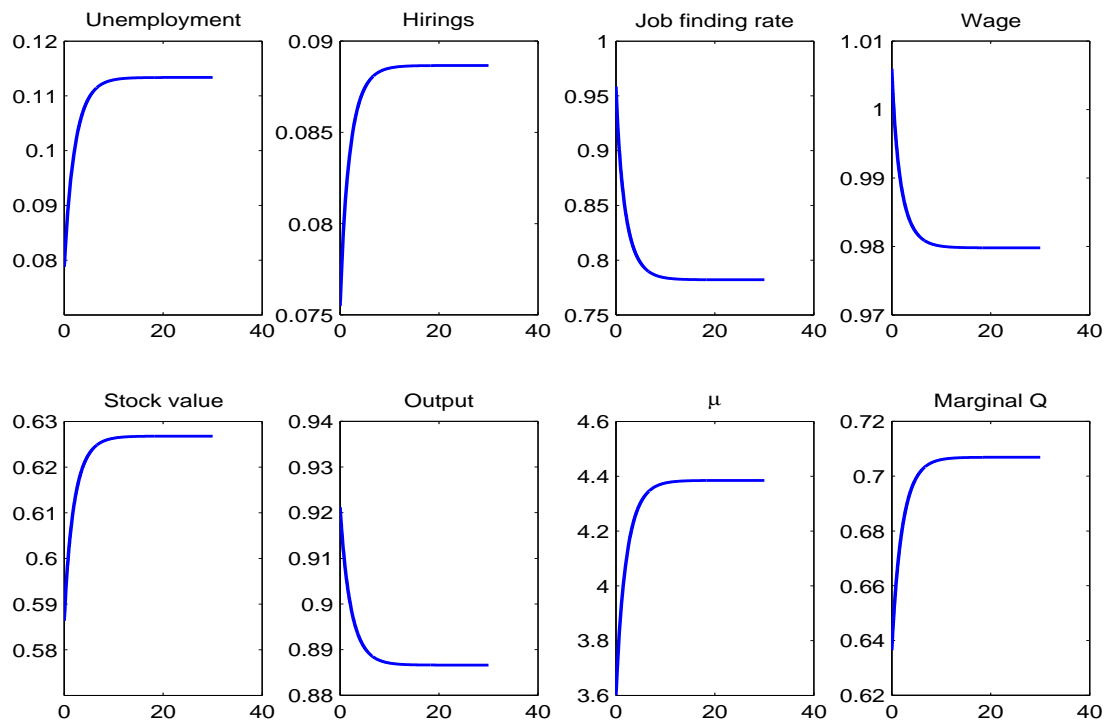 Unemployment
0.12
0.11
0.1
0.09
0.08
0 20 40
Hirings
0.09
0.085
0.08
0.075
0 20 40
Job finding rate
1
0.95
0.9
0.85
0.8
0.75
0 20 40
Wage
1.01
1
0.99
0.98
0.97
0 20 40
Stock value
0.63
0.62
0.61
0.6
0.59
0.58
0 20 40
Output
0.94
0.93
0.92
0.91
0.9
0.89
0.88
0 20 40
μ
4.6
4.4
4.2
4
3.8
3.6
0 20 40
Marginal Q
0.72
0.7
0.68
0.66
0.64
0.62
0 20 40